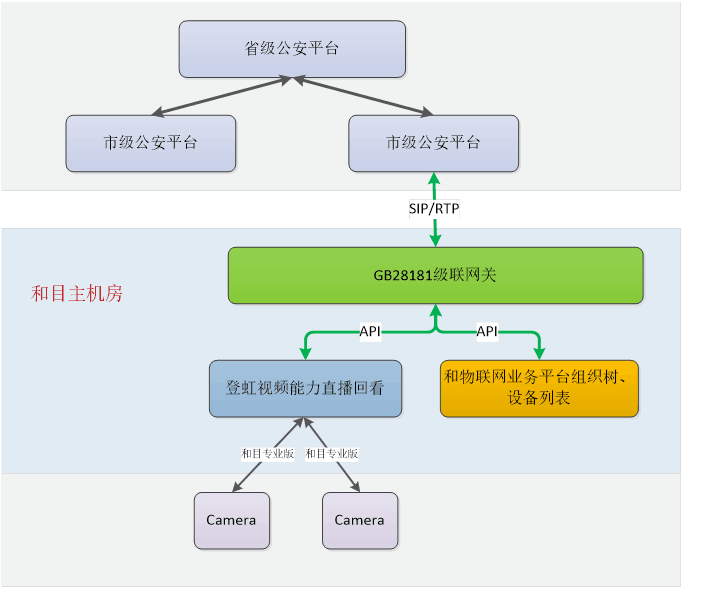 省级公安平台
市级公安平台
市级公安平台
SIP/RTP
GB28181级联网关
和目主机房
API
API
登虹视频能力直播回看
和物联网业务平台组织树、
设备列表
和目专业版
和目专业版
Camera
Camera